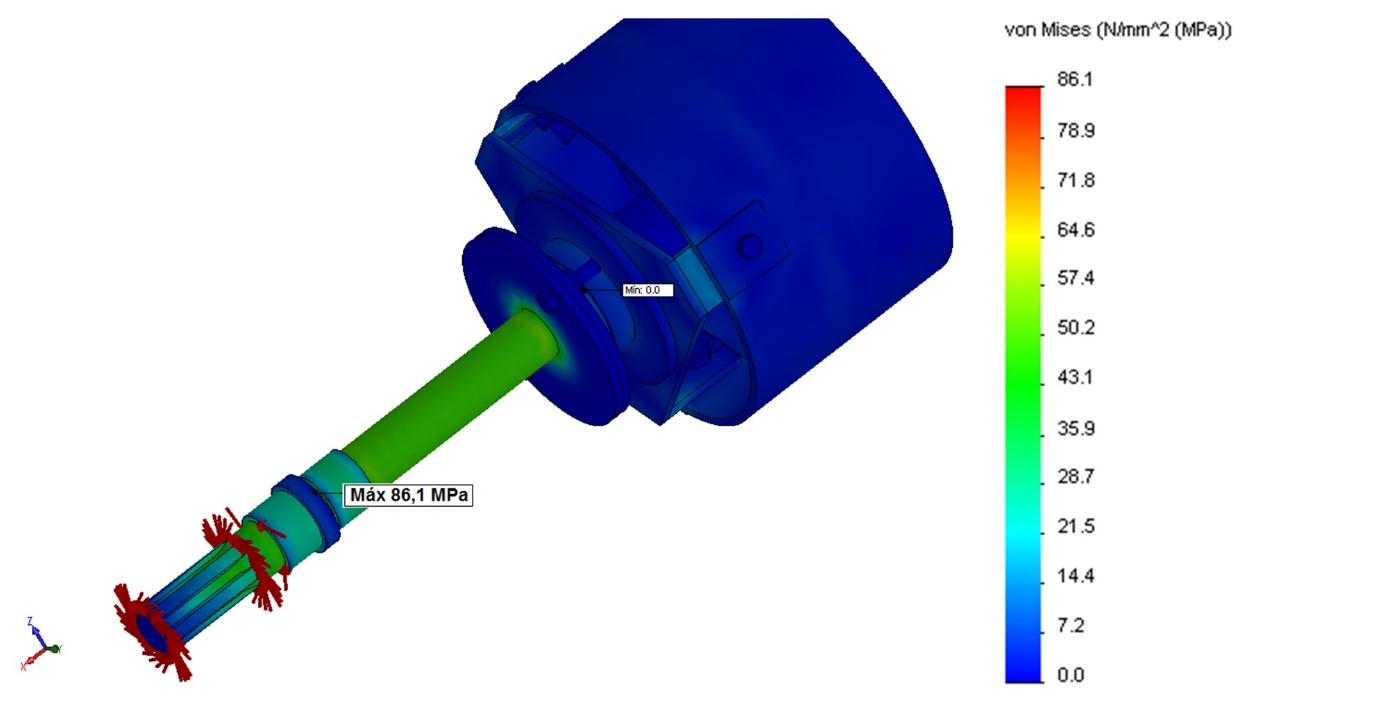 von Mises (N/mm^2 (MPa))
86.1
78.9
71.8
64.6
57.4
50.2
43.1
35.9
28.7
21.5
14.4
7.2
0.0
Mín: 0.0
Máx 86,1 MPa
Z
Y
X